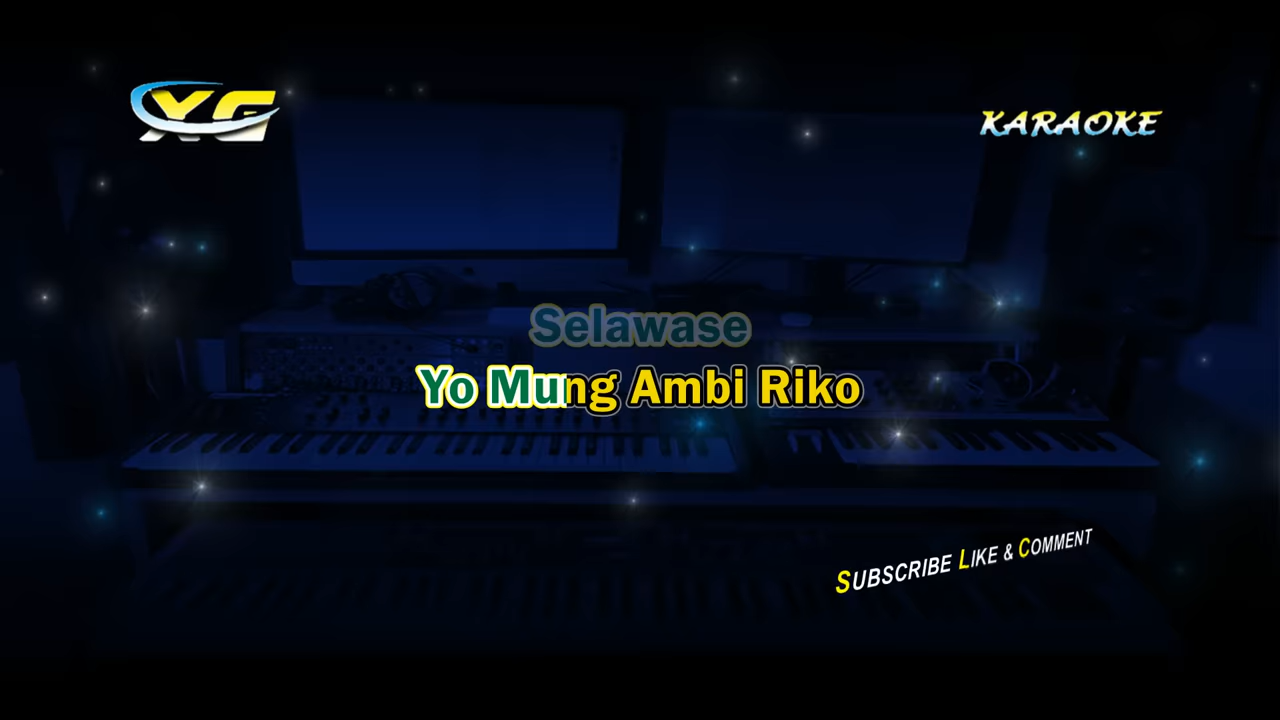 XG
KARAOKE
Selawase
Yo Mung Ambi Riko
SUBSCRIBE LIKE & COMMENT